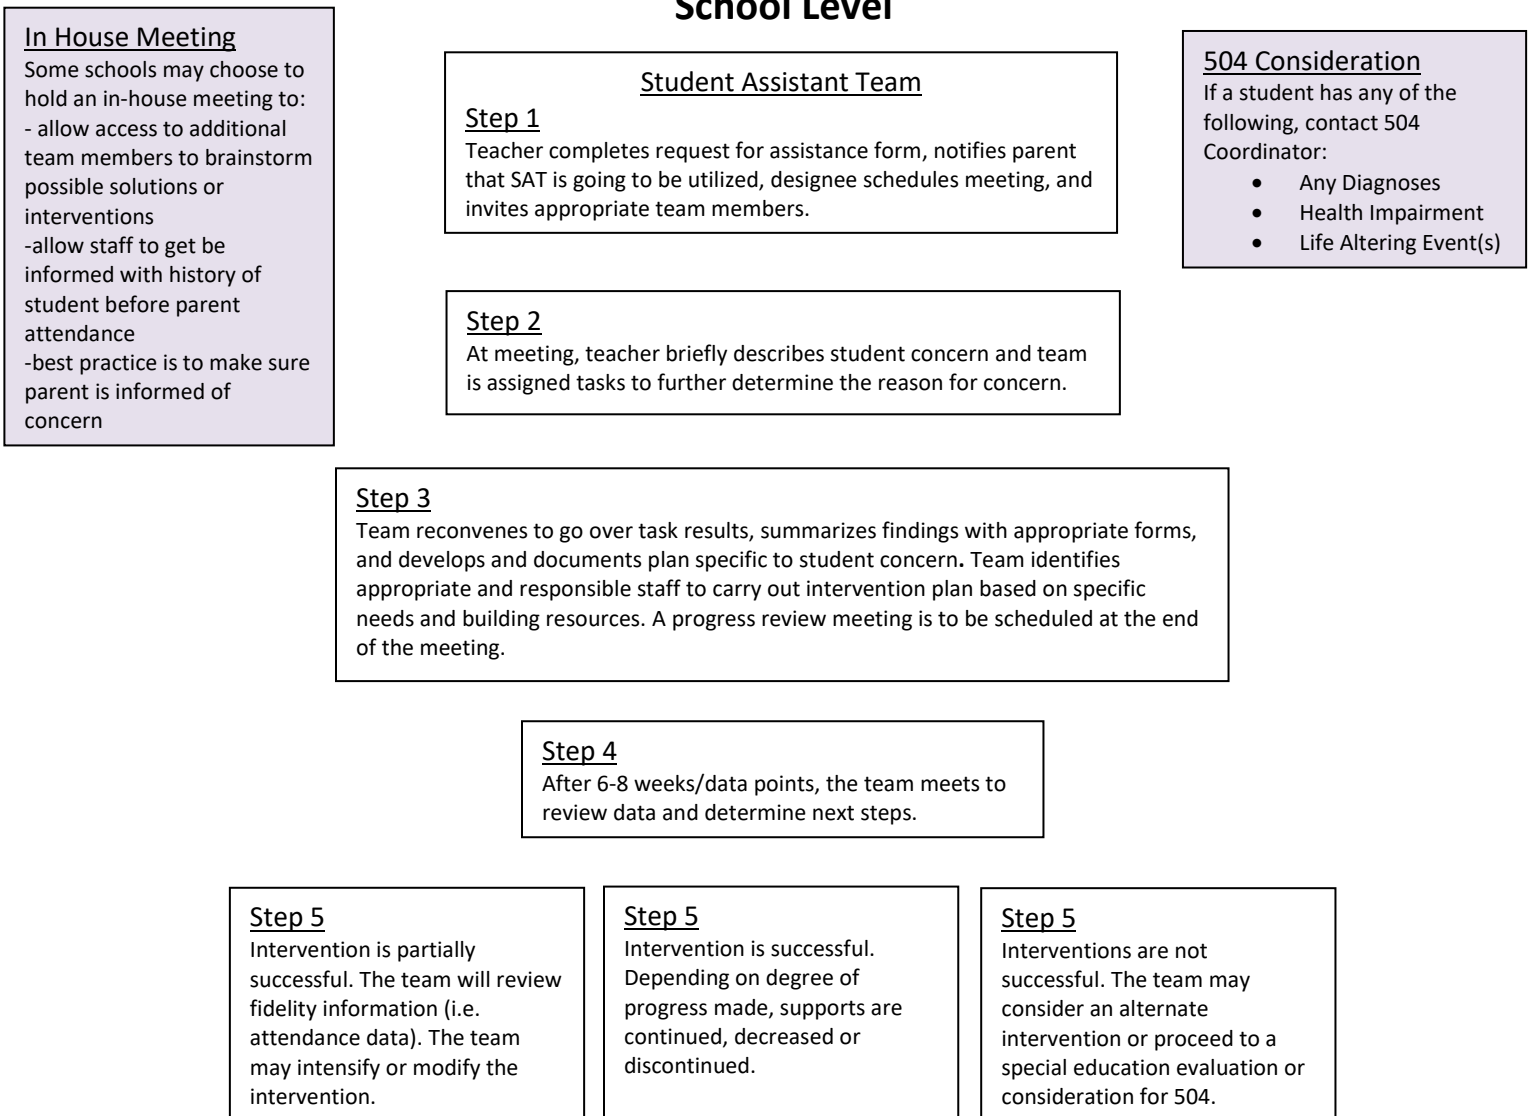 School Level
In House Meeting
Some schools may choose to
hold an in-house meeting to:
- allow access to additional
team members to brainstorm
possible solutions or
interventions
-allow staff to get be
informed with history of
student before parent
attendance
-best practice is to make sure
parent is informed of
concern
Student Assistant Team
Step 1
Teacher completes request for assistance form, notifies parent
that SAT is going to be utilized, designee schedules meeting, and
invites appropriate team members.
504 Consideration
If a student has any of the
following, contact 504
Coordinator:
• Any Diagnoses
• Health Impairment
• Life Altering Event(s)
Step 2
At meeting, teacher briefly describes student concern and team
is assigned tasks to further determine the reason for concern.
Step 3
Team reconvenes to go over task results, summarizes findings with appropriate forms,
and develops and documents plan specific to student concern. Team identifies
appropriate and responsible staff to carry out intervention plan based on specific
needs and building resources. A progress review meeting is to be scheduled at the end
of the meeting.
Step 4
After 6-8 weeks/data points, the team meets to
review data and determine next steps.
Step 5
Intervention is partially
successful. The team will review
fidelity information (i.e.
attendance data). The team
may intensify or modify the
intervention.
Step 5
Intervention is successful.
Depending on degree of
progress made, supports are
continued, decreased or
discontinued.
Step 5
Interventions are not
successful. The team may
consider an alternate
intervention or proceed to a
special education evaluation or
consideration for 504.